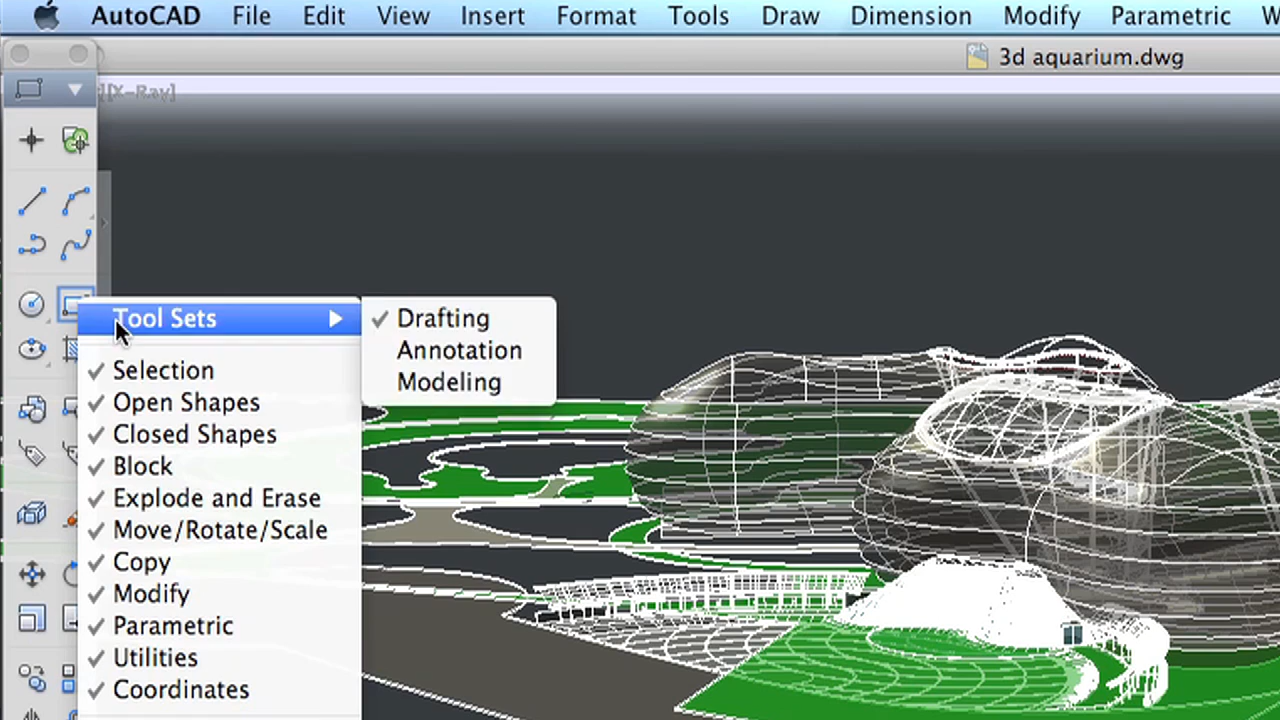 AutoCAD File Edit View Insert Format Tools Draw Dimension Modify Parametric
3d aquarium.dwg
][X-Ray]
Tool Sets
Drafting
Annotation
Modeling
Selection
Open Shapes
Closed Shapes
Block
Explode and Erase
Move/Rotate/Scale
Copy
Modify
Parametric
Utilities
Coordinates